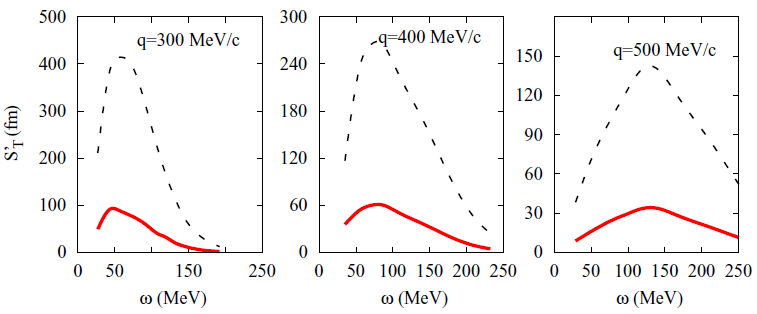 S'T (fm)
500
400
300
200
100
0
q=300 MeV/c
0 50 150 250
ω (MeV)
300
240
180
120
60
0
q=400 MeV/c
0 50 100 150 200 250
ω (MeV)
150
120
90
60
30
0
q=500 MeV/c
0 50 100 150 200 250
ω (MeV)